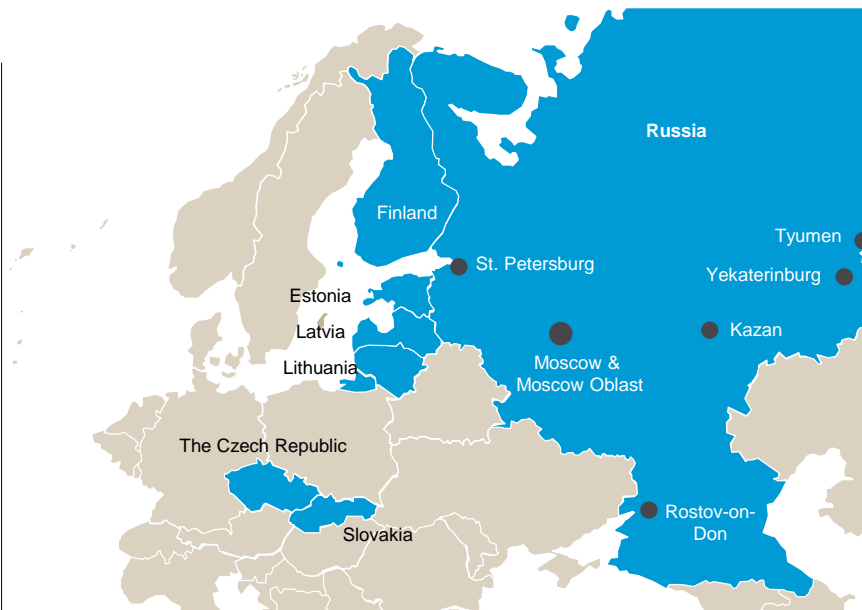 Russia
Finland
Tyumen
St. Petersburg
Yekaterinburg
Estonia
Latvia
Kazan
Lithuania
Moscow &
Moscow Oblast
The Czech Republic
Rostov-on-
Don
Slovakia